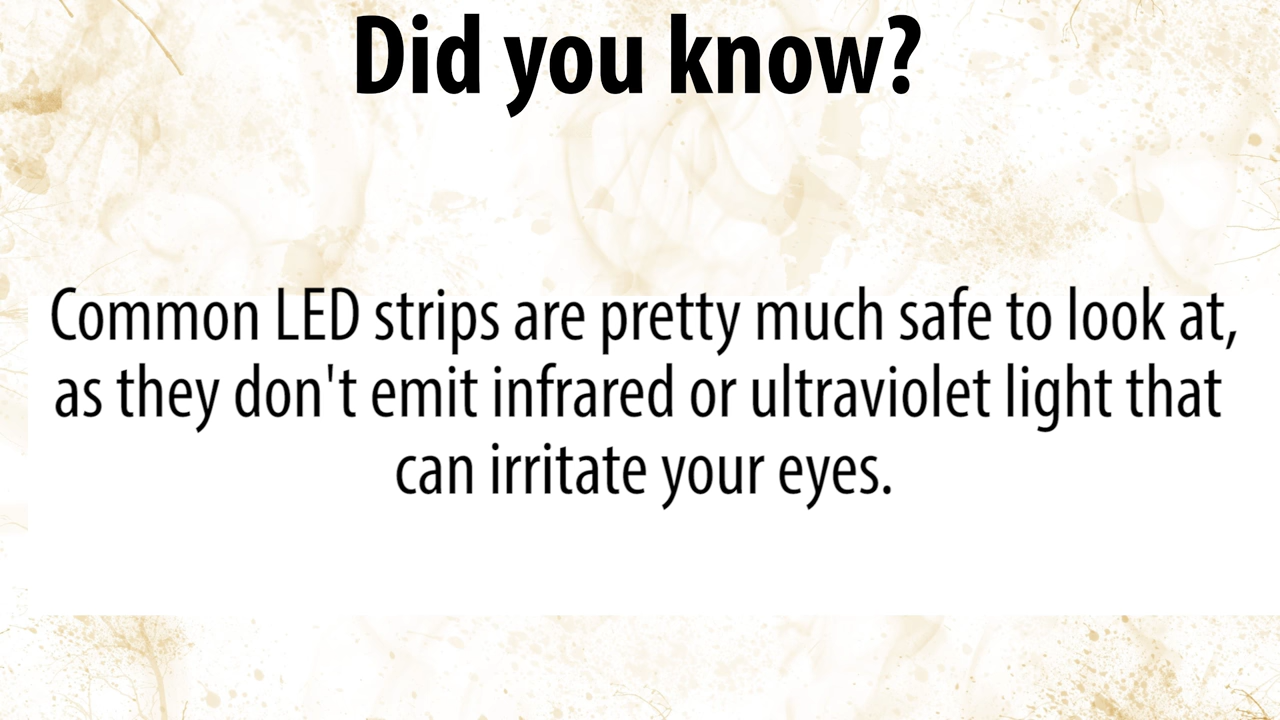 Did you know?
Common LED strips are pretty much safe to look at,
as they don't emit infrared or ultraviolet light that
can irritate your eyes.